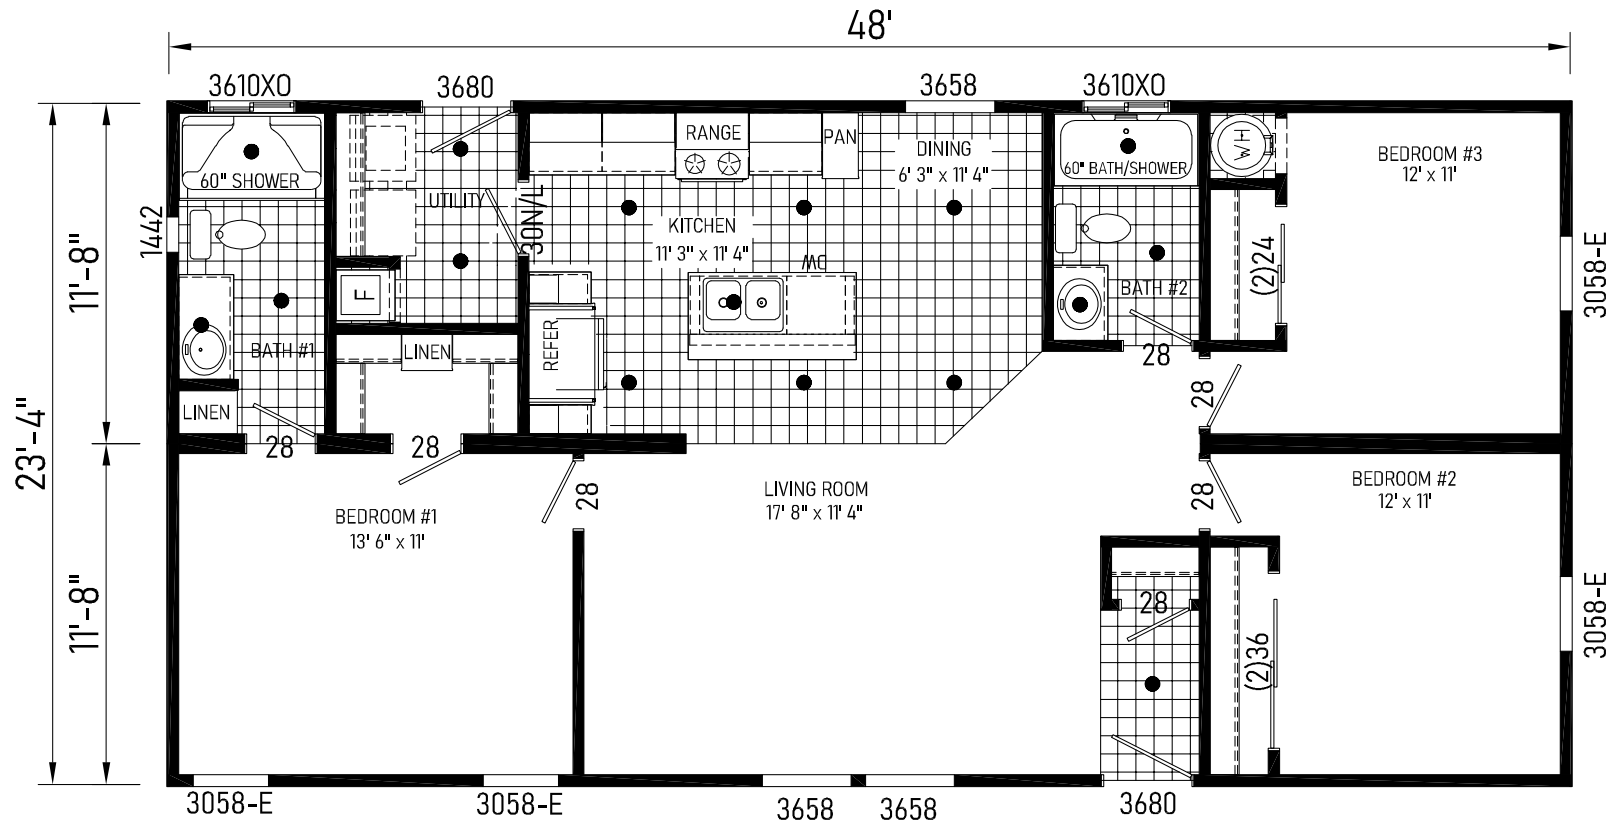 48'
3610XO
3680
3658
3610XO
RANGE
PAN
WH
60" SHOWER
UTILITY
30N/L
DINING
6' 3" x 11' 4"
60" BATH/SHOWER
BEDROOM #3
12' x 11'
1442
11'-8"
KITCHEN
11' 3" x 11' 4"
DW
(2)24
3058-E
F
BATH #2
BATH #1
LINEN
REFER
28
28
LINEN
28
28
23'-4"
28
28
LIVING ROOM
17' 8" x 11' 4"
BEDROOM #2
12' x 11'
BEDROOM #1
13' 6" x 11'
11'-8"
28
(2)36
3058-E
3058-E
3058-E
3658
3658
3680